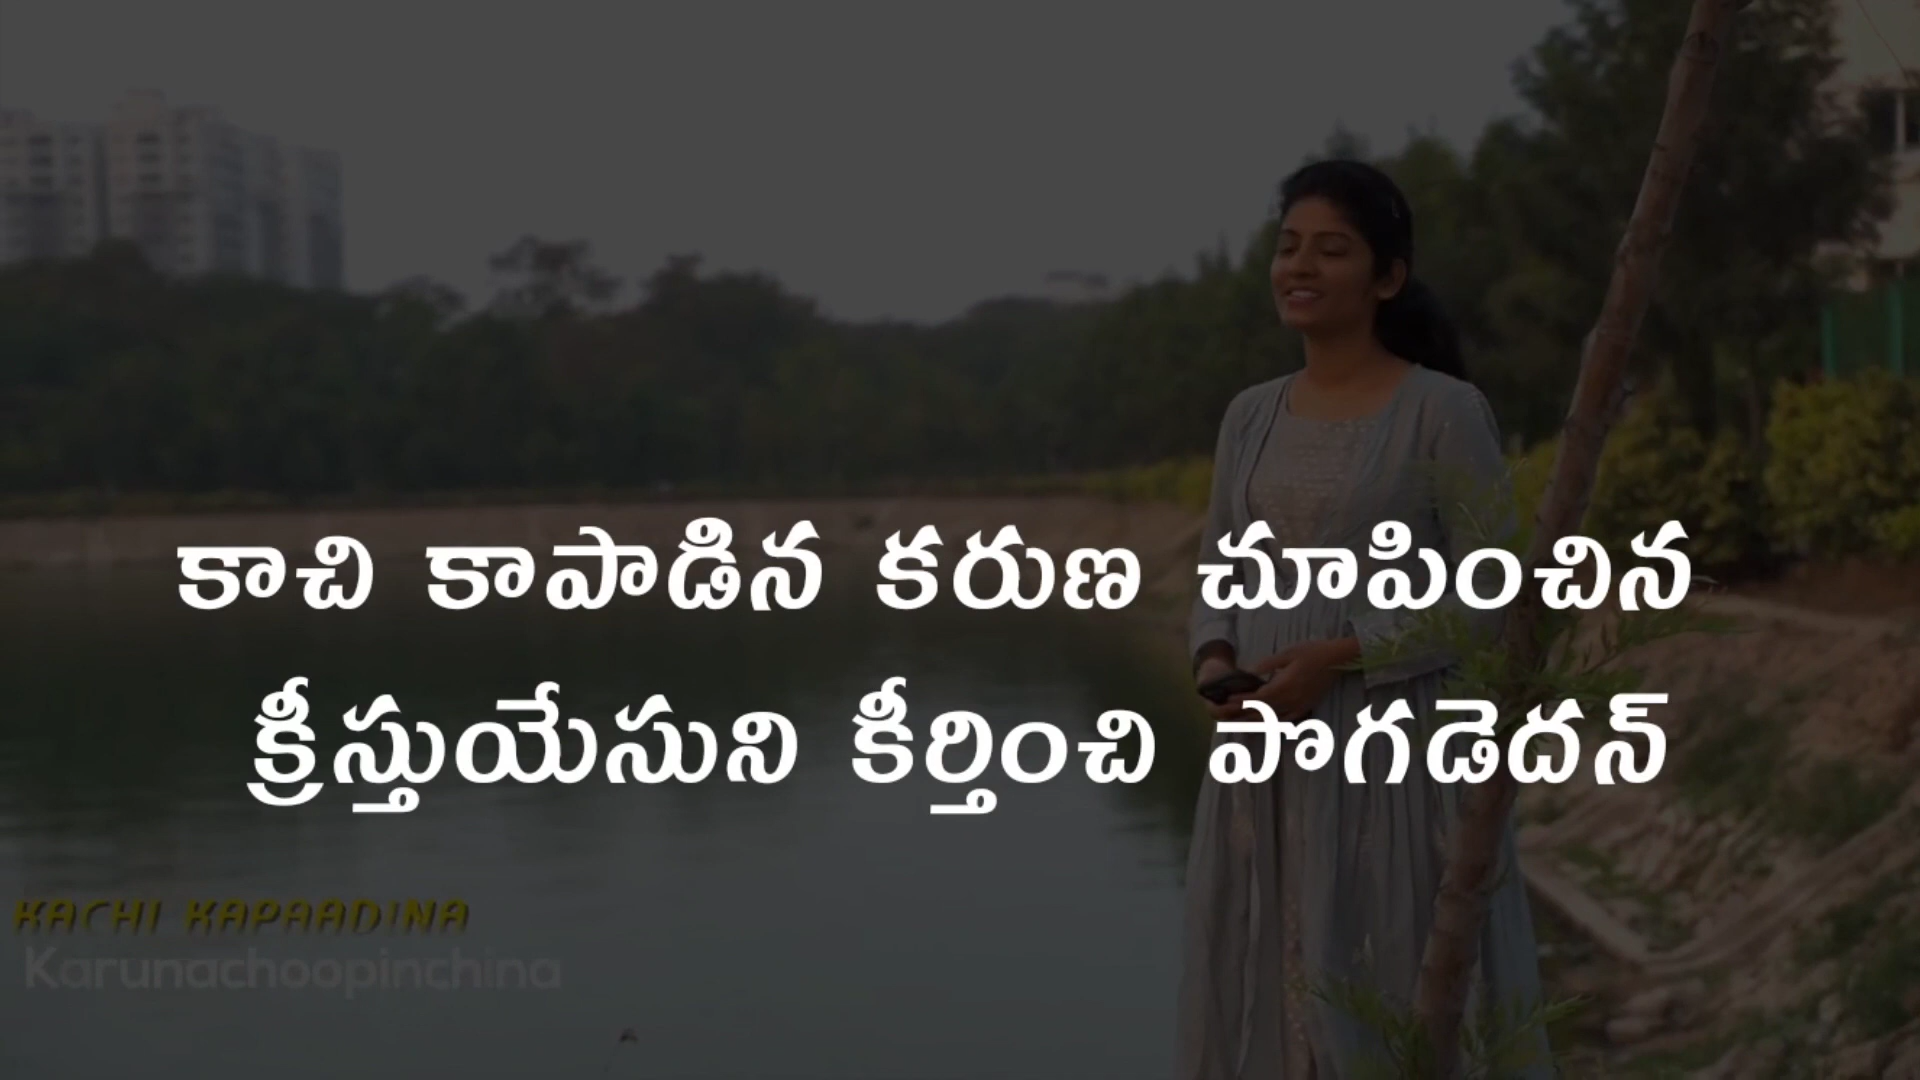 కాచి కాపాడిన కరుణ చూపించిన
క్రీస్తుయేసుని కీర్తించి పొగడెదన్
KACHI KAPAADINA
Karunachoopinchina